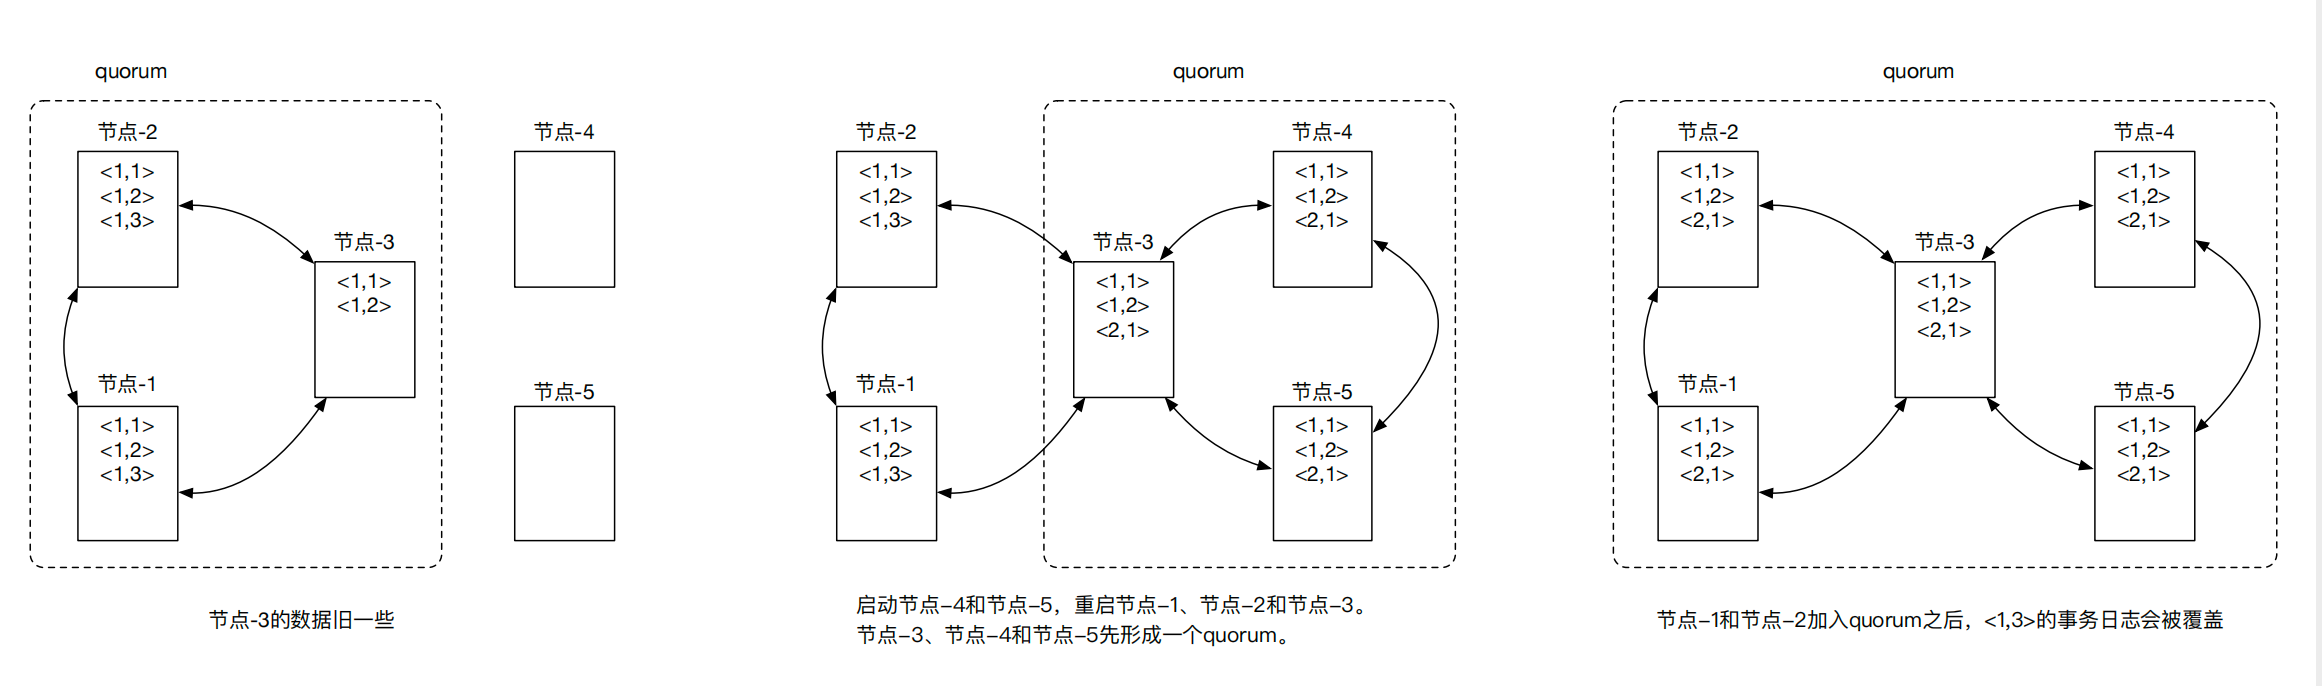 quorum
节点-2
<1,1>
<1,2>
<1,3>
节点-3
<1,1>
<1,2>
节点-1
<1,1>
<1,2>
<1,3>
节点-4
节点-5
节点-3的数据旧一些
quorum
节点-2
<1,1>
<1,2>
<1,3>
节点-4
<1,1>
<1,2>
<2,1>
节点-3
<1,1>
<1,2>
<2,1>
节点-1
<1,1>
<1,2>
<1,3>
节点-5
<1,1>
<1,2>
<2,1>
启动节点-4和节点-5，重启节点-1、节点-2和节点-3。
节点-3、节点-4和节点-5先形成一个quorum。
quorum
节点-2
<1,1>
<1,2>
<2,1>
节点-4
<1,1>
<1,2>
<2,1>
节点-3
<1,1>
<1,2>
<2,1>
节点-1
<1,1>
<1,2>
<2,1>
节点-5
<1,1>
<1,2>
<2,1>
节点-1和节点-2加入quorum之后，<1,3>的事务日志会被覆盖